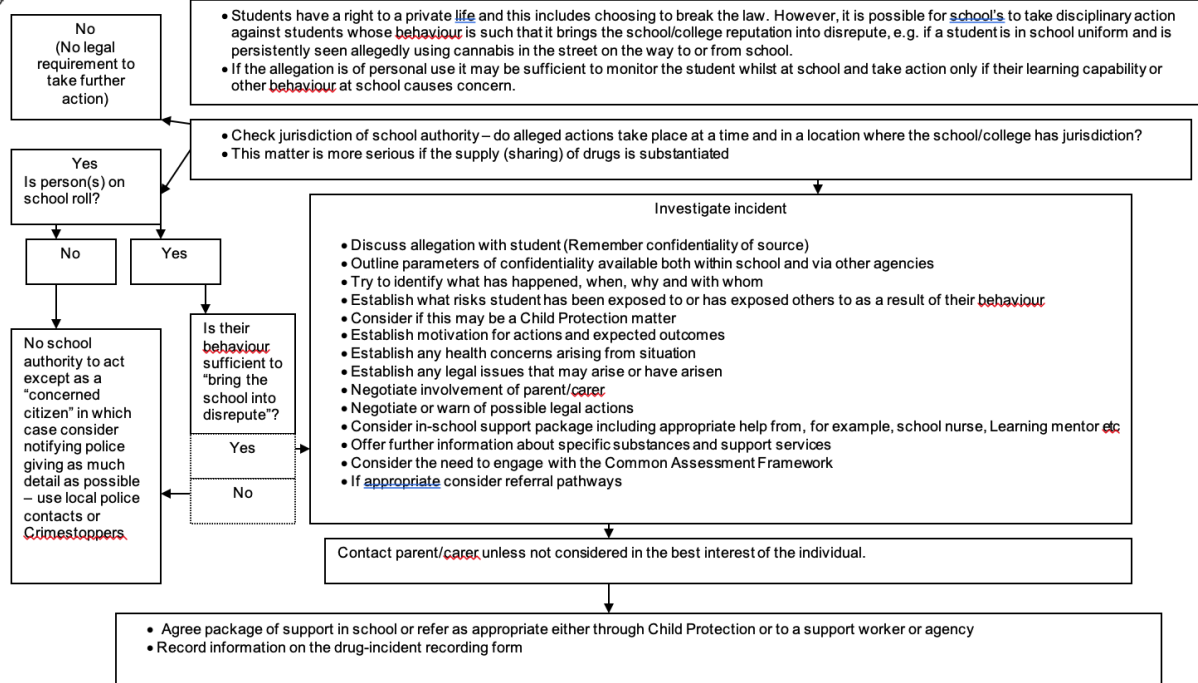 No
(No legal
requirement to
take further
action)
• Students have a right to a private life and this includes choosing to break the law. However, it is possible for school's to take disciplinary action
against students whose behaviour is such that it brings the school/college reputation into disrepute, e.g. if a student is in school uniform and is
persistently seen allegedly using cannabis in the street on the way to or from school.
• If the allegation is of personal use it may be sufficient to monitor the student whilst at school and take action only if their learning capability or
other behaviour at school causes concern.
• Check jurisdiction of school authority – do alleged actions take place at a time and in a location where the school/college has jurisdiction?
• This matter is more serious if the supply (sharing) of drugs is substantiated
Yes
Is person(s) on
school roll?
No
Yes
No school
authority to act
except as a
“concerned
citizen” in which
case consider
notifying police
giving as much
detail as possible
– use local police
contacts or
Crimestoppers
Is their
behaviour
sufficient to
“bring the
school into
disrepute”?
Yes
No
Investigate incident
• Discuss allegation with student (Remember confidentiality of source)
• Outline parameters of confidentiality available both within school and via other agencies
• Try to identify what has happened, when, why and with whom
• Establish what risks student has been exposed to or has exposed others to as a result of their behaviour
• Consider if this may be a Child Protection matter
• Establish motivation for actions and expected outcomes
• Establish any health concerns arising from situation
• Establish any legal issues that may arise or have arisen
• Negotiate involvement of parent/carer
• Negotiate or warn of possible legal actions
• Consider in-school support package including appropriate help from, for example, school nurse, Learning mentor etc
• Offer further information about specific substances and support services
• Consider the need to engage with the Common Assessment Framework
• If appropriate consider referral pathways
Contact parent/carer unless not considered in the best interest of the individual.
• Agree package of support in school or refer as appropriate either through Child Protection or to a support worker or agency
• Record information on the drug-incident recording form